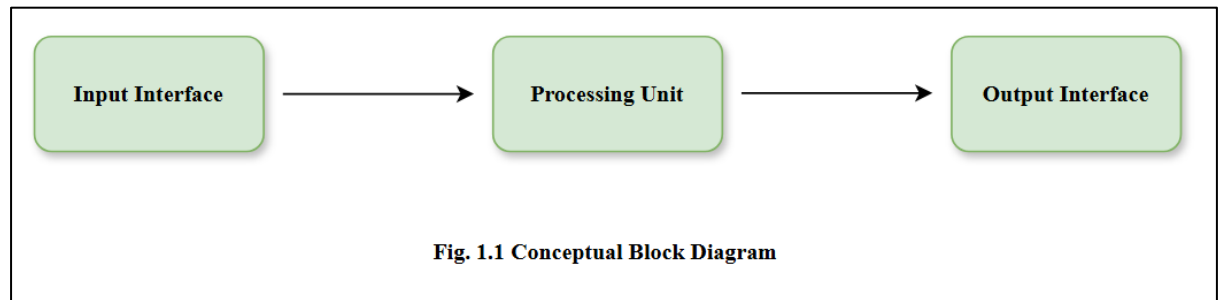 Input Interface
Processing Unit
Output Interface
Fig. 1.1 Conceptual Block Diagram